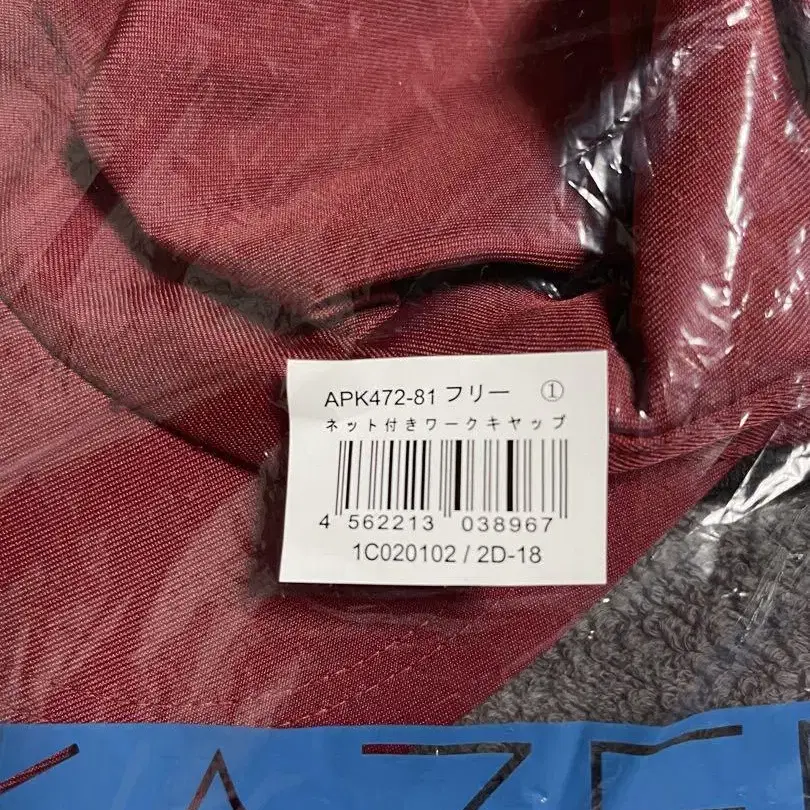 APK472-81 フリー ①
ネット付きワークキャップ
4 562213 038967
1C020102 / 2D-18